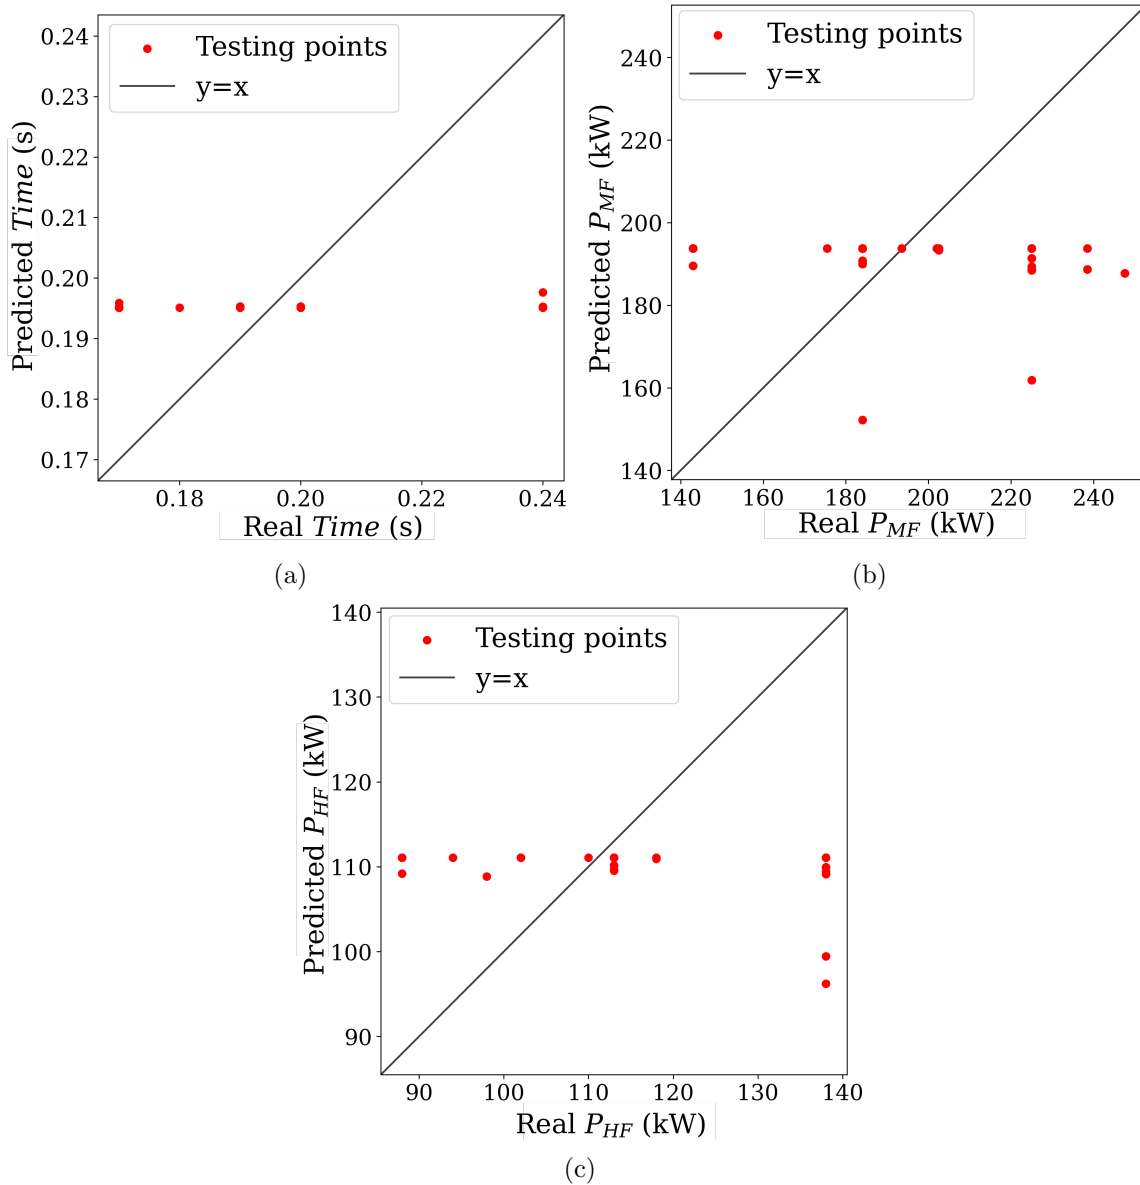 0.24
0.23
0.22
0.21
0.20
0.19
0.18
0.17
Predicted Time (s)
Testing points
y=x
0.18 0.20 0.22 0.24
Real Time (s)
(a)
240
220
200
180
160
140
Predicted P_MF (kW)
Testing points
y=x
140 160 180 200 220 240
Real P_MF (kW)
(b)
140
130
120
110
100
90
Predicted P_HF (kW)
Testing points
y=x
90 100 110 120 130 140
Real P_HF (kW)
(c)